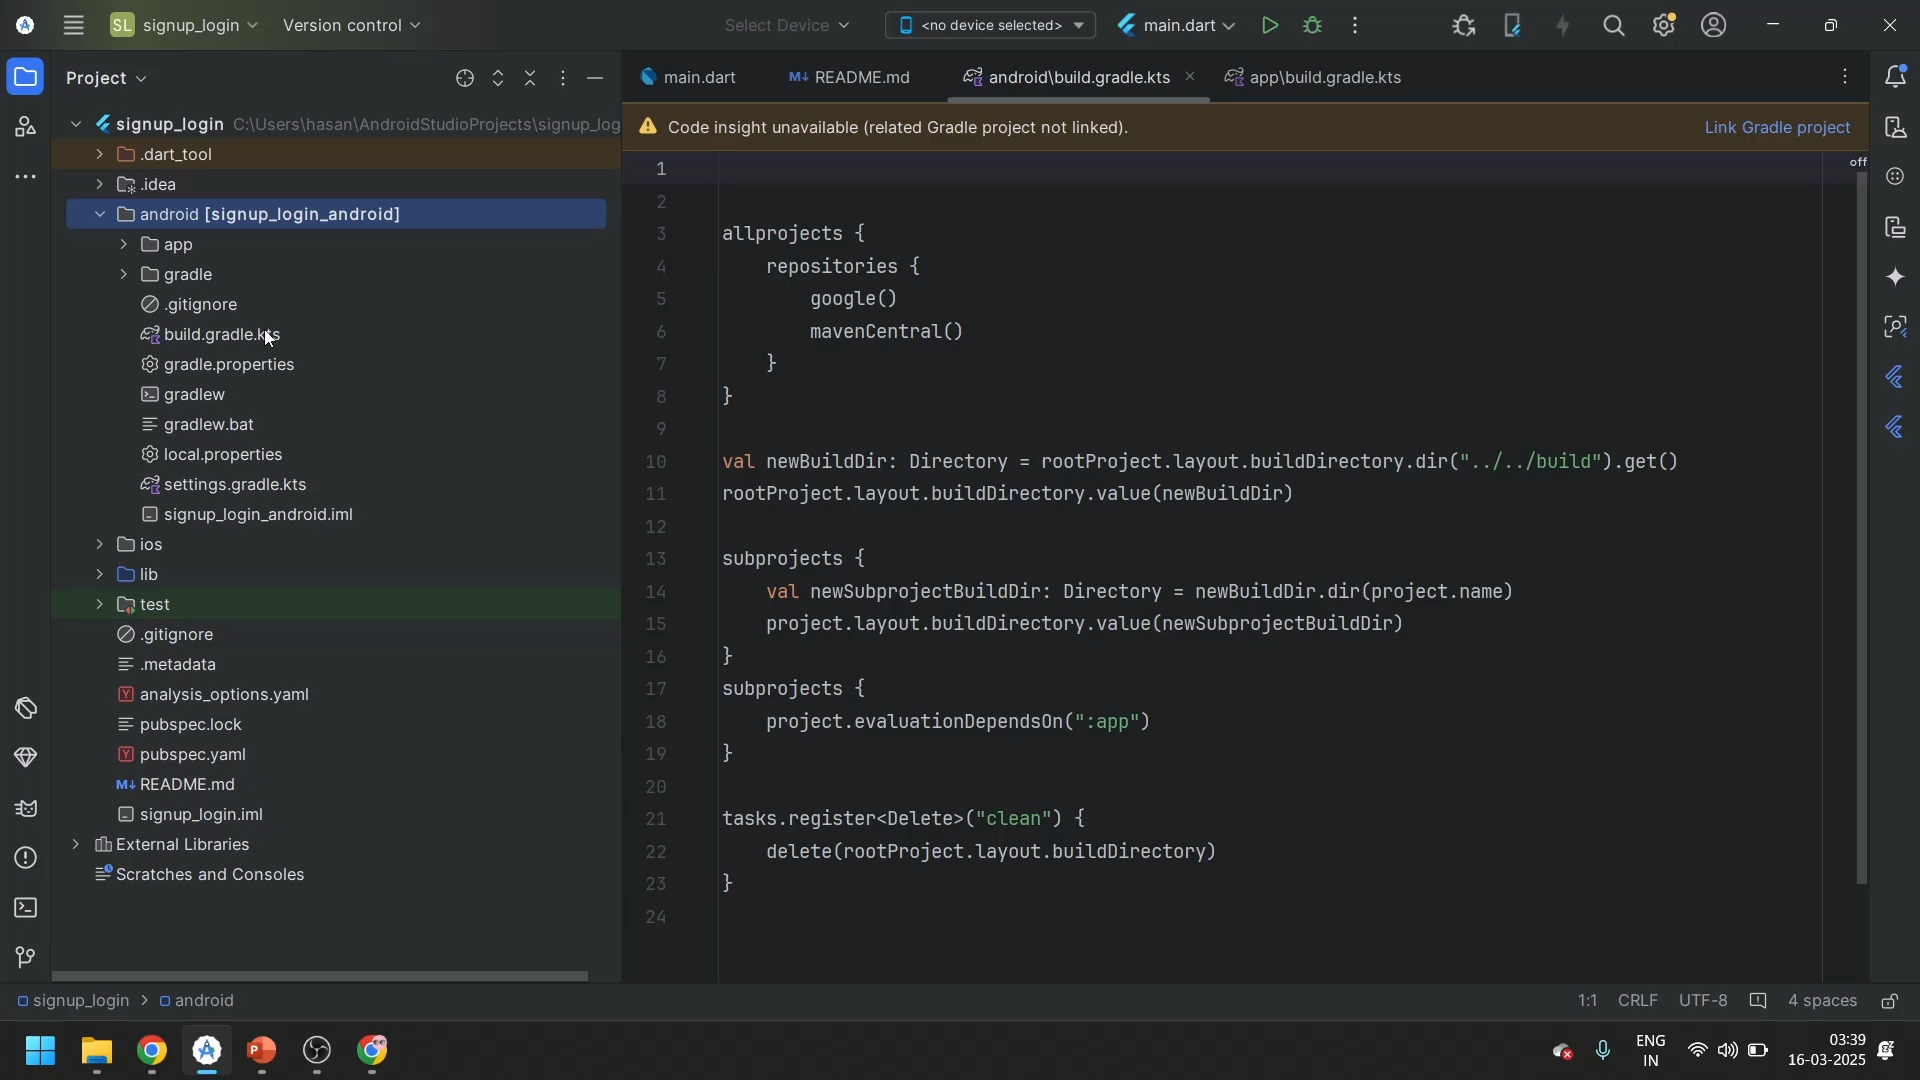 SL signup_login Version control Select Device <no device selected> main.dart
Project
signup_login C:\Users\hasan\AndroidStudioProjects\signup_log
.dart_tool
.idea
android [signup_login_android]
app
gradle
.gitignore
build.gradle.kts
gradle.properties
gradlew
gradlew.bat
local.properties
settings.gradle.kts
signup_login_android.iml
ios
lib
test
.gitignore
.metadata
analysis_options.yaml
pubspec.lock
pubspec.yaml
README.md
signup_login.iml
External Libraries
Scratches and Consoles
main.dart README.md android\build.gradle.kts app\build.gradle.kts
Code insight unavailable (related Gradle project not linked). Link Gradle project
off
1
2
3 allprojects {
4 repositories {
5 google()
6 mavenCentral()
7 }
8 }
9
10 val newBuildDir: Directory = rootProject.layout.buildDirectory.dir("../../build").get()
11 rootProject.layout.buildDirectory.value(newBuildDir)
12
13 subprojects {
14 val newSubprojectBuildDir: Directory = newBuildDir.dir(project.name)
15 project.layout.buildDirectory.value(newSubprojectBuildDir)
16 }
17 subprojects {
18 project.evaluationDependsOn(":app")
19 }
20
21 tasks.register<Delete>("clean") {
22 delete(rootProject.layout.buildDirectory)
23 }
24
signup_login > android 1:1 CRLF UTF-8 4 spaces
ENG
IN
03:39
16-03-2025